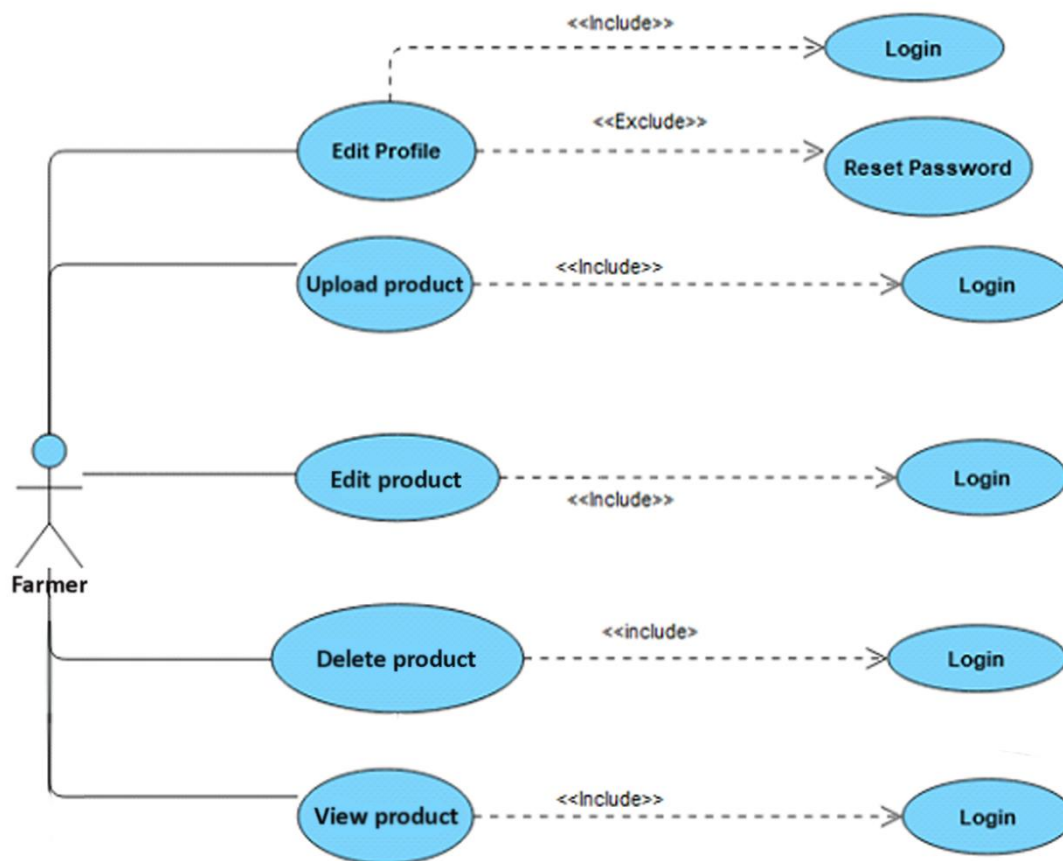 <<Include>>
Login
<<Exclude>>
Edit Profile
Reset Password
<<Include>>
Upload product
Login
Edit product
Login
<<Include>>
Farmer
<<include>
Delete product
Login
<<Include>>
View product
Login